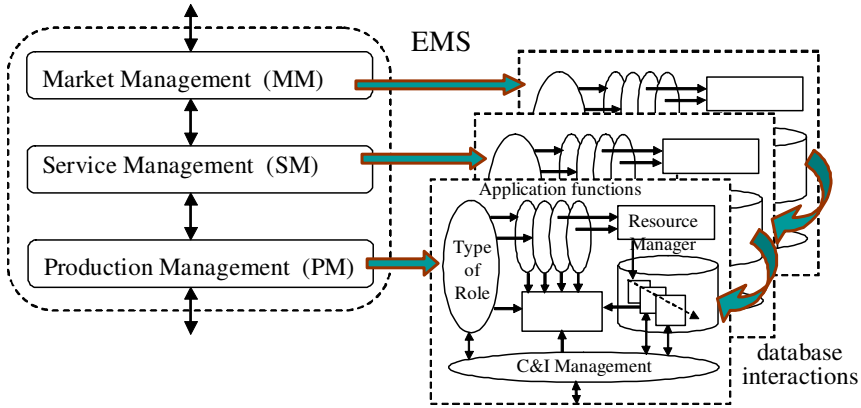 EMS
Market Management (MM)
Service Management (SM)
Production Management (PM)
Application functions
Type
of
Role
Resource
Manager
C&I Management
database
interactions